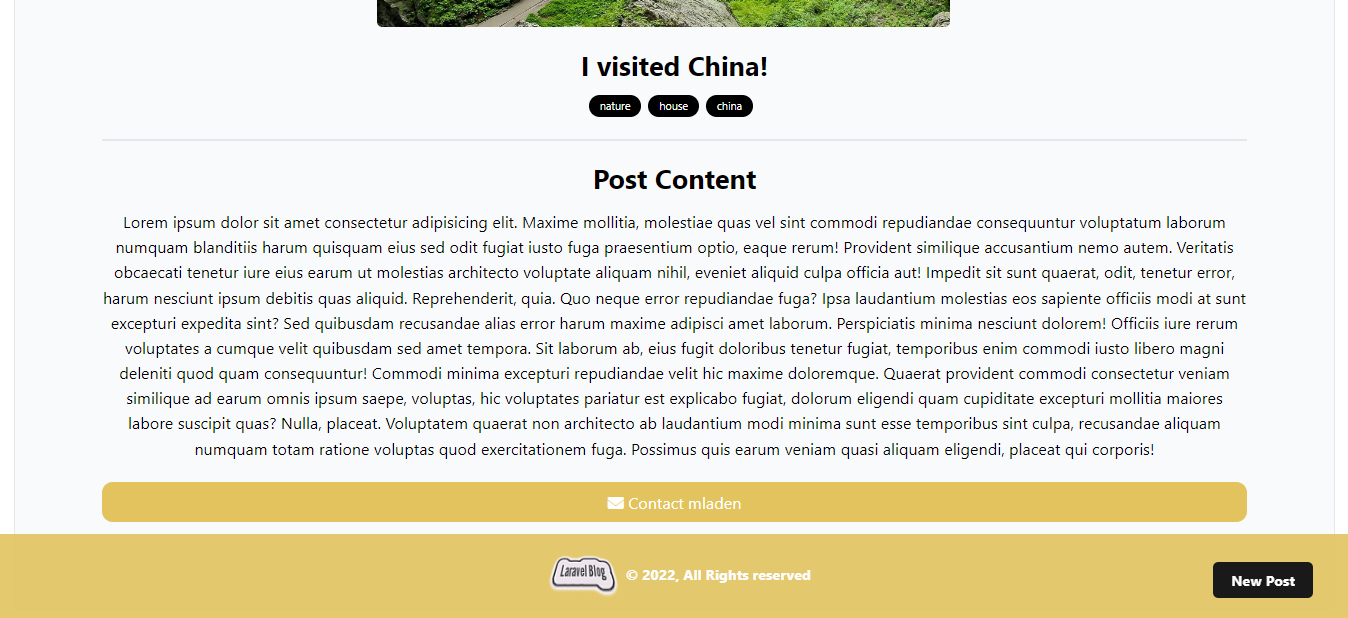 I visited China!
nature house china
Post Content
Lorem ipsum dolor sit amet consectetur adipisicing elit. Maxime mollitia, molestiae quas vel sint commodi repudiandae consequuntur voluptatum laborum
numquam blanditiis harum quisquam eius sed odit fugiat iusto fuga praesentium optio, eaque rerum! Provident similique accusantium nemo autem. Veritatis
obcaecati tenetur iure eius earum ut molestias architecto voluptate aliquam nihil, eveniet aliquid culpa officia aut! Impedit sit sunt quaerat, odit, tenetur error,
harum nesciunt ipsum debitis quas aliquid. Reprehenderit, quia. Quo neque error repudiandae fuga? Ipsa laudantium molestias eos sapiente officiis modi at sunt
excepturi expedita sint? Sed quibusdam recusandae alias error harum maxime adipisci amet laborum. Perspiciatis minima nesciunt dolorem! Officiis iure rerum
voluptates a cumque velit quibusdam sed amet tempora. Sit laborum ab, eius fugit doloribus tenetur fugiat, temporibus enim commodi iusto libero magni
deleniti quod quam consequuntur! Commodi minima excepturi repudiandae velit hic maxime doloremque. Quaerat provident commodi consectetur veniam
similique ad earum omnis ipsum saepe, voluptas, hic voluptates pariatur est explicabo fugiat, dolorum eligendi quam cupiditate excepturi mollitia maiores
labore suscipit quas? Nulla, placeat. Voluptatem quaerat non architecto ab laudantium modi minima sunt esse temporibus sint culpa, recusandae aliquam
numquam totam ratione voluptas quod exercitationem fuga. Possimus quis earum veniam quasi aliquam eligendi, placeat qui corporis!
Contact mladen
Laravel Blog © 2022, All Rights reserved
New Post